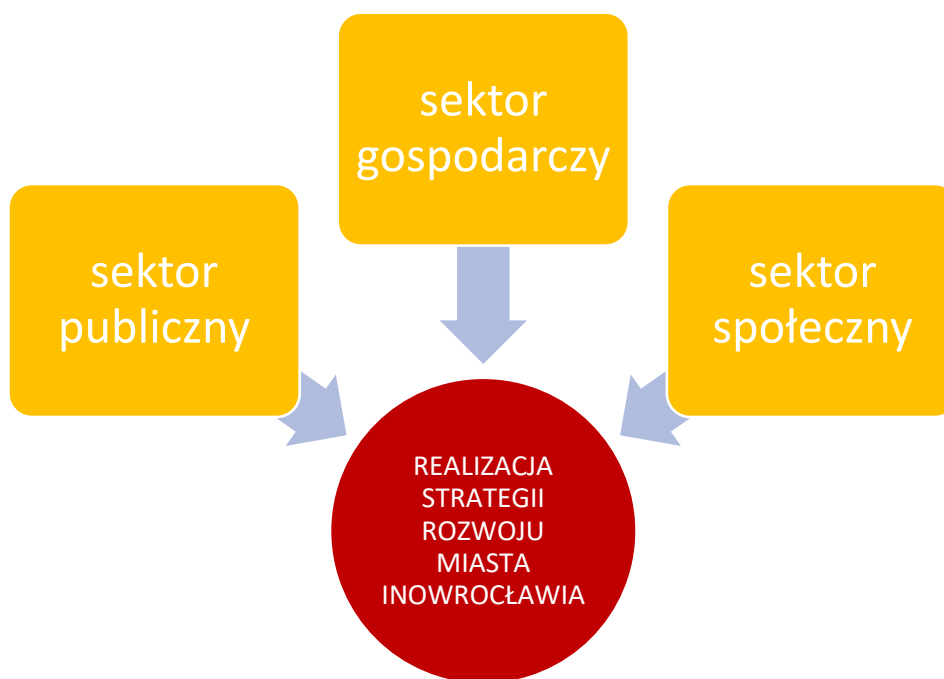 sektor
gospodarczy
sektor
publiczny
sektor
społeczny
REALIZACJA
STRATEGII
ROZWOJU
MIASTA
INOWROCŁAWIA